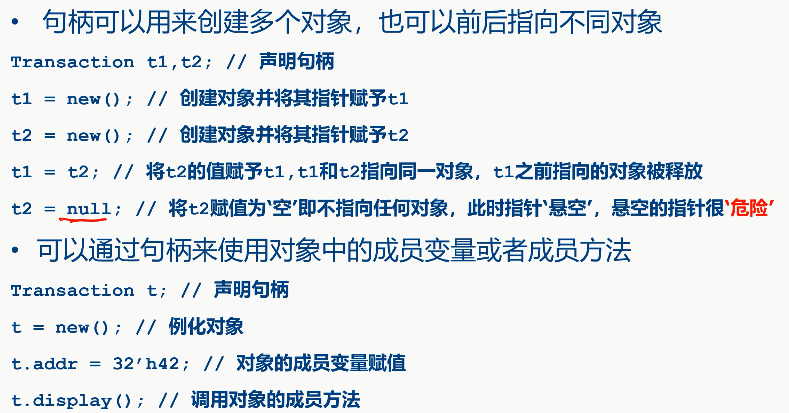 • 句柄可以用来创建多个对象，也可以前后指向不同对象
Transaction t1,t2; // 声明句柄
t1 = new(); // 创建对象并将其指针赋予t1
t2 = new(); // 创建对象并将其指针赋予t2
t1 = t2; // 将t2的值赋予t1,t1和t2指向同一对象，t1之前指向的对象被释放
t2 = null; // 将t2赋值为‘空’即不指向任何对象，此时指针‘悬空’，悬空的指针很‘危险’
• 可以通过句柄来使用对象中的成员变量或者成员方法
Transaction t; // 声明句柄
t = new(); // 例化对象
t.addr = 32’h42; // 对象的成员变量赋值
t.display(); // 调用对象的成员方法